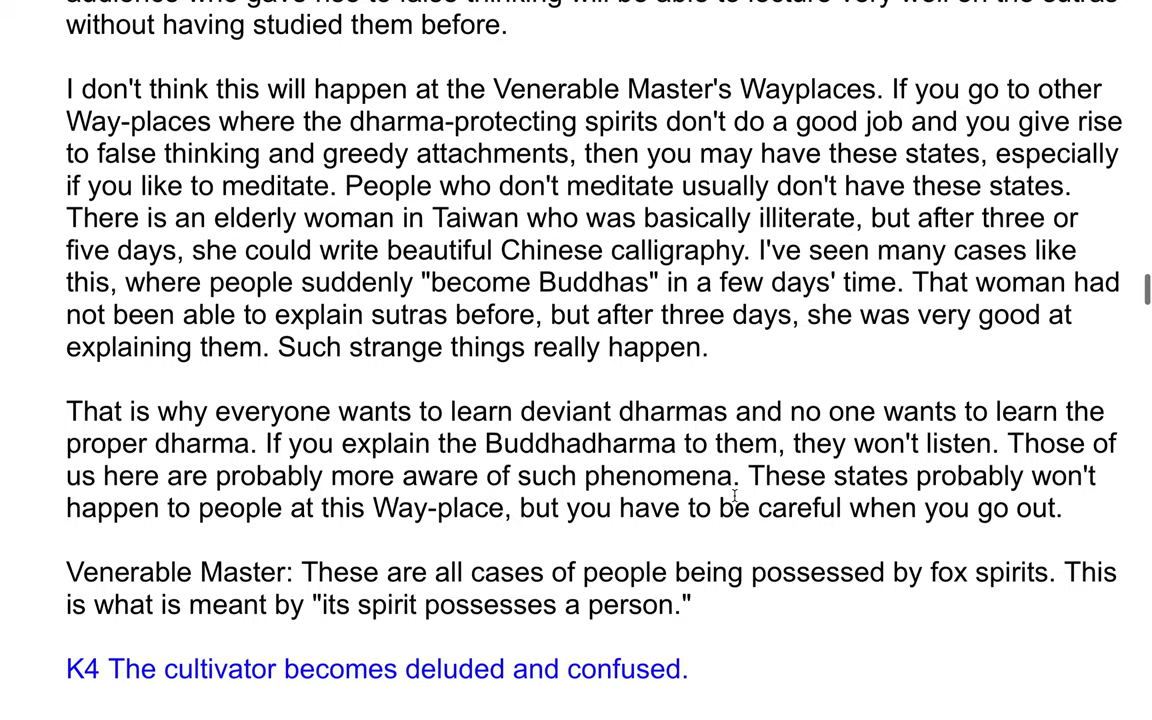 without having studied them before.
I don't think this will happen at the Venerable Master's Wayplaces. If you go to other
Way-places where the dharma-protecting spirits don't do a good job and you give rise
to false thinking and greedy attachments, then you may have these states, especially
if you like to meditate. People who don't meditate usually don't have these states.
There is an elderly woman in Taiwan who was basically illiterate, but after three or
five days, she could write beautiful Chinese calligraphy. I've seen many cases like
this, where people suddenly "become Buddhas" in a few days' time. That woman had
not been able to explain sutras before, but after three days, she was very good at
explaining them. Such strange things really happen.
That is why everyone wants to learn deviant dharmas and no one wants to learn the
proper dharma. If you explain the Buddhadharma to them, they won't listen. Those of
us here are probably more aware of such phenomena. These states probably won't
happen to people at this Way-place, but you have to be careful when you go out.
Venerable Master: These are all cases of people being possessed by fox spirits. This
is what is meant by "its spirit possesses a person."
K4 The cultivator becomes deluded and confused.